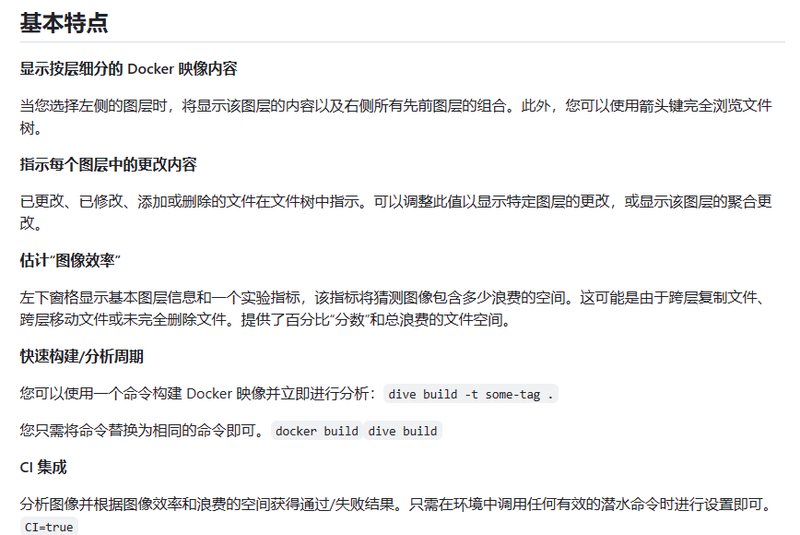 基本特点
显示按层细分的 Docker 映像内容
当您选择左侧的图层时，将显示该图层的内容以及右侧所有先前图层的组合。此外，您可以使用箭头键完全浏览文件
树。
指示每个图层中的更改内容
已更改、已修改、添加或删除的文件在文件树中指示。可以调整此值以显示特定图层的更改，或显示该图层的聚合更
改。
估计“图像效率”
左下窗格显示基本图层信息和一个实验指标，该指标将猜测图像包含多少浪费的空间。这可能是由于跨层复制文件、
跨层移动文件或未完全删除文件。提供了百分比“分数”和总浪费的文件空间。
快速构建/分析周期
您可以使用一个命令构建 Docker 映像并立即进行分析： dive build -t some-tag .
您只需将命令替换为相同的命令即可。 docker build dive build
CI 集成
分析图像并根据图像效率和浪费的空间获得通过/失败结果。只需在环境中调用任何有效的潜水命令时进行设置即可。
CI=true